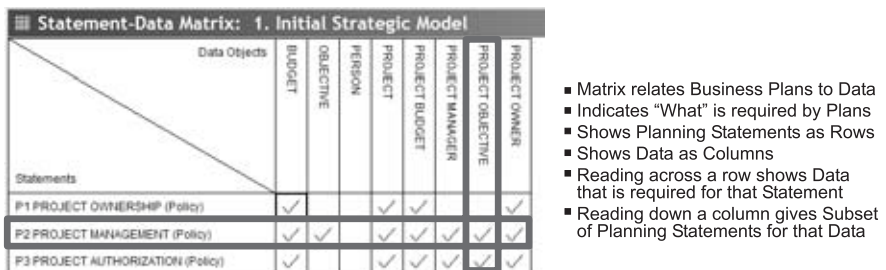 Statement-Data Matrix: 1. Initial Strategic Model
Data Objects
BUDGET
OBJECTIVE
PERSON
PROJECT
PROJECT BUDGET
PROJECT MANAGER
PROJECT OBJECTIVE
PROJECT OWNER
Statements
P1 PROJECT OWNERSHIP (Policy)
P2 PROJECT MANAGEMENT (Policy)
P3 PROJECT AUTHORIZATION (Policy)
▪ Matrix relates Business Plans to Data
▪ Indicates “What” is required by Plans
▪ Shows Planning Statements as Rows
▪ Shows Data as Columns
▪ Reading across a row shows Data
that is required for that Statement
▪ Reading down a column gives Subset
of Planning Statements for that Data